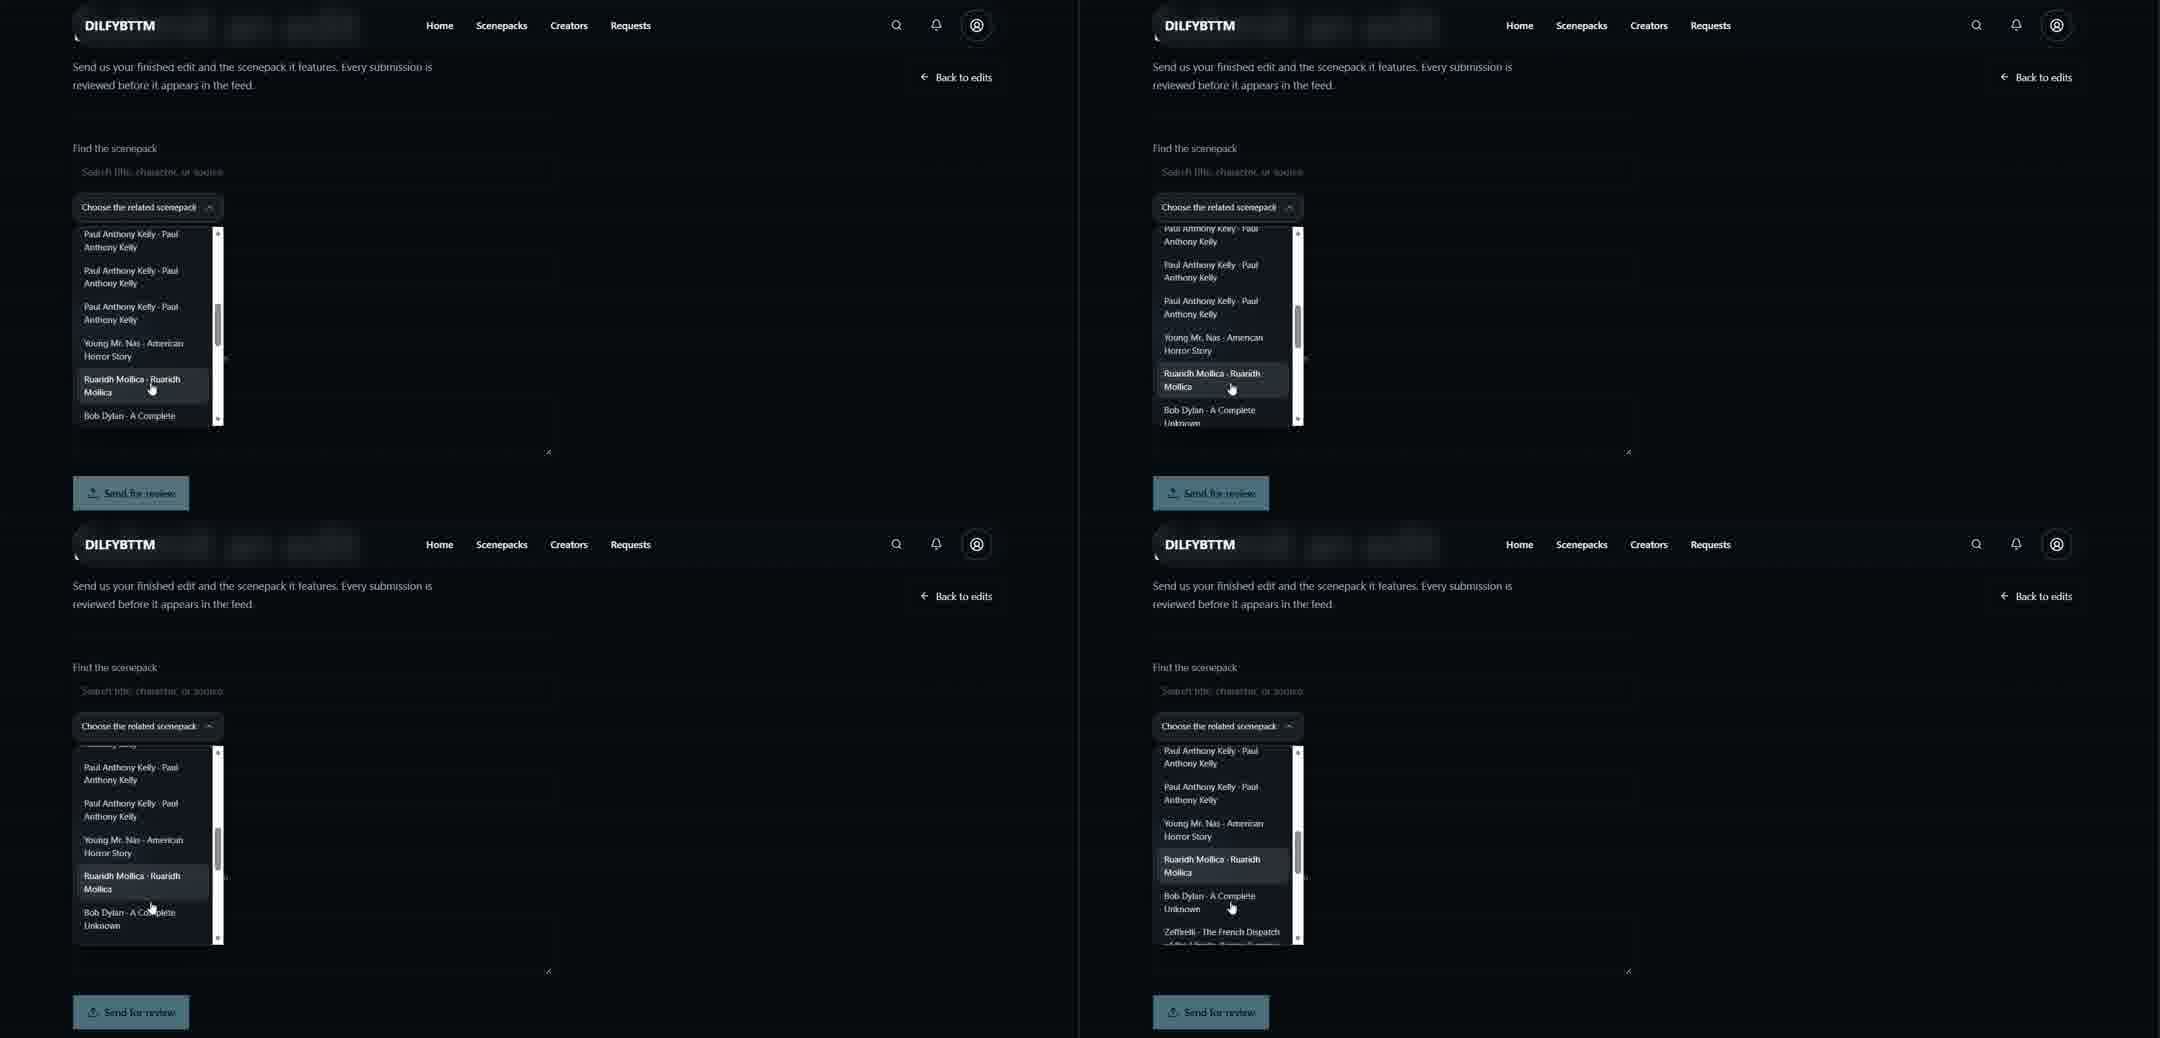 DILFYBTTM
Home Scenepacks Creators Requests
Send us your finished edit and the scenepack it features. Every submission is
reviewed before it appears in the feed.
← Back to edits
Find the scenepack
Search title, character, or source
Choose the related scenepack
Paul Anthony Kelly · Paul
Anthony Kelly
Paul Anthony Kelly · Paul
Anthony Kelly
Paul Anthony Kelly · Paul
Anthony Kelly
Young Mr. Nas · American
Horror Story
Ruaridh Mollica · Ruaridh
Mollica
Bob Dylan · A Complete
Send for review
DILFYBTTM
Home Scenepacks Creators Requests
Send us your finished edit and the scenepack it features. Every submission is
reviewed before it appears in the feed.
← Back to edits
Find the scenepack
Search title, character, or source
Choose the related scenepack
Paul Anthony Kelly · Paul
Anthony Kelly
Paul Anthony Kelly · Paul
Anthony Kelly
Paul Anthony Kelly · Paul
Anthony Kelly
Young Mr. Nas · American
Horror Story
Ruaridh Mollica · Ruaridh
Mollica
Bob Dylan · A Complete
Unknown
Send for review
DILFYBTTM
Home Scenepacks Creators Requests
Send us your finished edit and the scenepack it features. Every submission is
reviewed before it appears in the feed.
← Back to edits
Find the scenepack
Search title, character, or source
Choose the related scenepack
Paul Anthony Kelly · Paul
Anthony Kelly
Paul Anthony Kelly · Paul
Anthony Kelly
Young Mr. Nas · American
Horror Story
Ruaridh Mollica · Ruaridh
Mollica
Bob Dylan · A Complete
Unknown
Send for review
DILFYBTTM
Home Scenepacks Creators Requests
Send us your finished edit and the scenepack it features. Every submission is
reviewed before it appears in the feed.
← Back to edits
Find the scenepack
Search title, character, or source
Choose the related scenepack
Paul Anthony Kelly · Paul
Anthony Kelly
Paul Anthony Kelly · Paul
Anthony Kelly
Young Mr. Nas · American
Horror Story
Ruaridh Mollica · Ruaridh
Mollica
Bob Dylan · A Complete
Unknown
Zeffirelli · The French Dispatch
Send for review